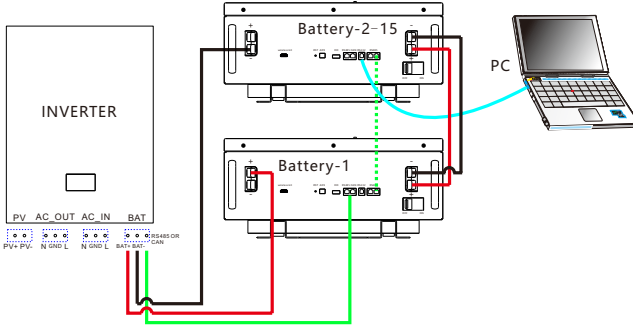 Battery-2-15
+
-
-
+
PC
INVERTER
Battery-1
+
-
-
+
PV AC_OUT AC_IN BAT
RS485 OR
CAN
PV+ PV- N GND L N GND L BAT+ BAT-